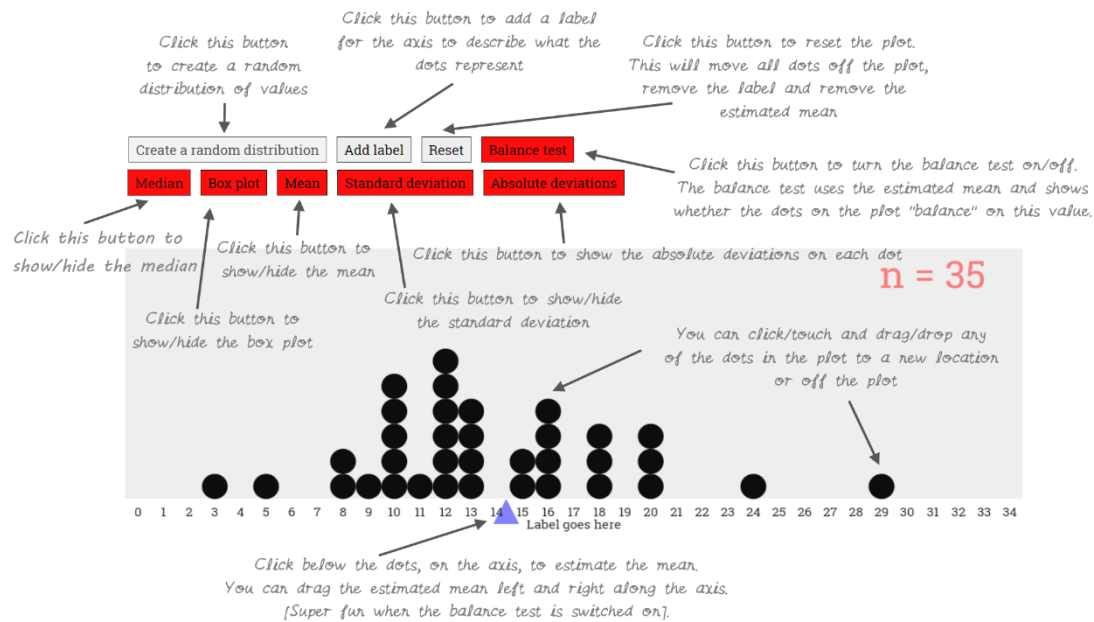 Click this button to add a label
for the axis to describe what the
dots represent
Click this button
to create a random
distribution of values
Click this button to reset the plot.
This will move all dots off the plot,
remove the label and remove the
estimated mean
Create a random distribution
Add label
Reset
Balance test
Median
Box plot
Mean
Standard deviation
Absolute deviations
Click this button to turn the balance test on/off.
The balance test uses the estimated mean and shows
whether the dots on the plot "balance" on this value.
Click this button to
show/hide the median
Click this button to
show/hide the mean
Click this button to show the absolute deviations on each dot
n = 35
Click this button to
show/hide the box plot
Click this button to show/hide
the standard deviation
You can click/touch and drag/drop any
of the dots in the plot to a new location
or off the plot
0 1 2 3 4 5 6 7 8 9 10 11 12 13 14 15 16 17 18 19 20 21 22 23 24 25 26 27 28 29 30 31 32 33 34
Label goes here
Click below the dots, on the axis, to estimate the mean.
You can drag the estimated mean left and right along the axis.
[Super fun when the balance test is switched on].